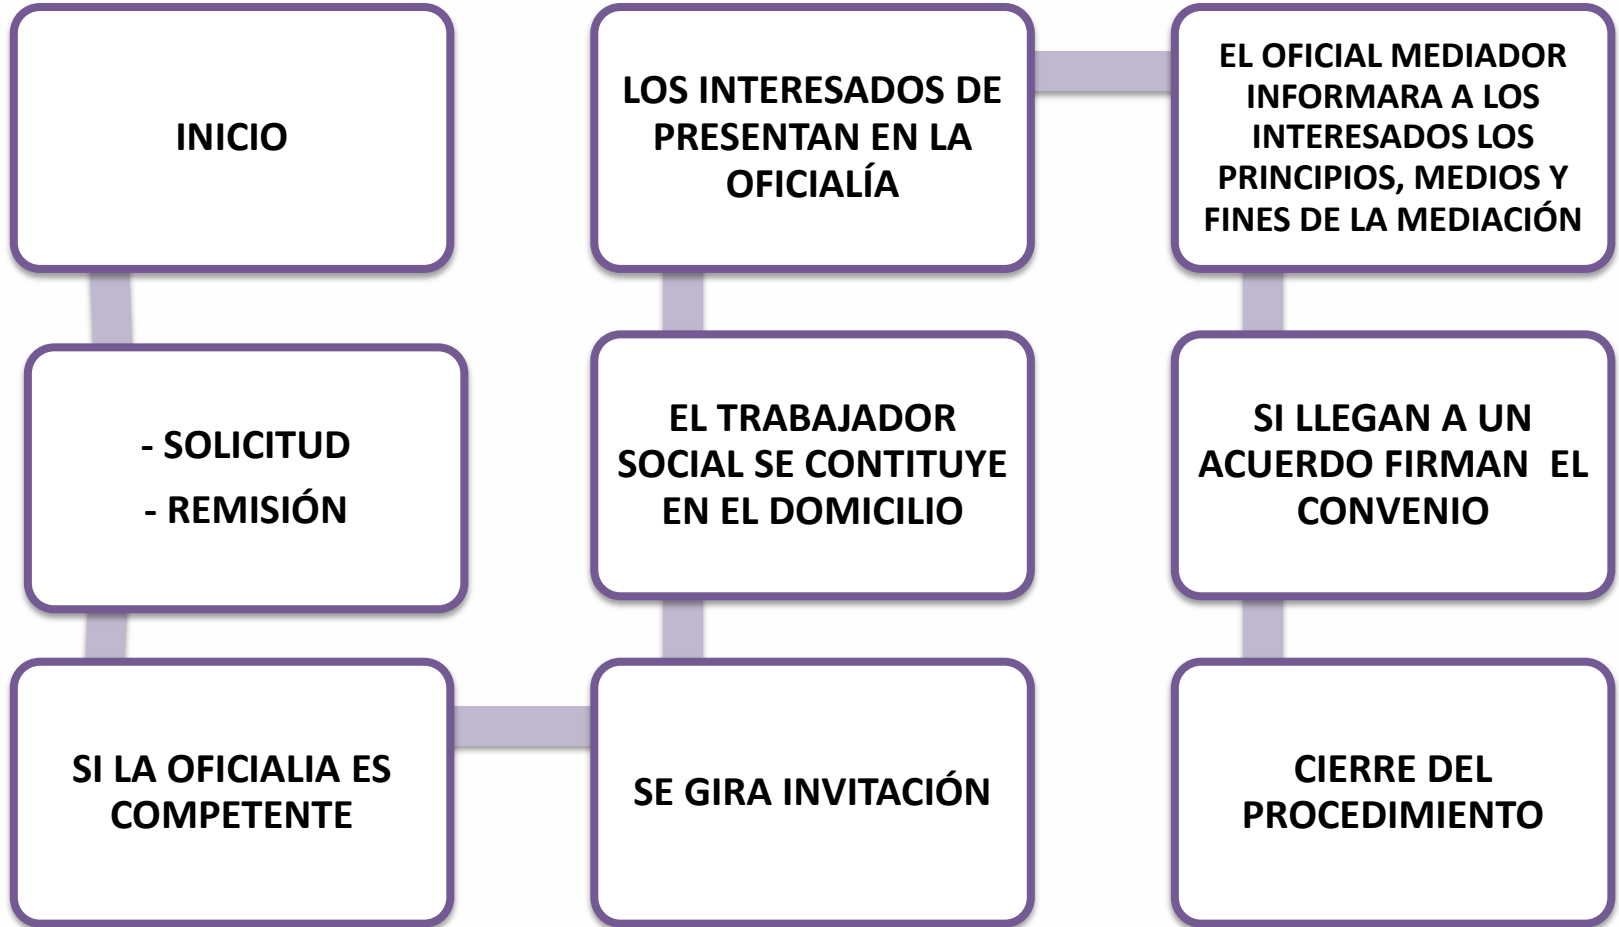 INICIO
- SOLICITUD
- REMISIÓN
SI LA OFICIALIA ES
COMPETENTE
SE GIRA INVITACIÓN
EL TRABAJADOR
SOCIAL SE CONTITUYE
EN EL DOMICILIO
LOS INTERESADOS DE
PRESENTAN EN LA
OFICIALÍA
EL OFICIAL MEDIADOR
INFORMARA A LOS
INTERESADOS LOS
PRINCIPIOS, MEDIOS Y
FINES DE LA MEDIACIÓN
SI LLEGAN A UN
ACUERDO FIRMAN  EL
CONVENIO
CIERRE DEL
PROCEDIMIENTO